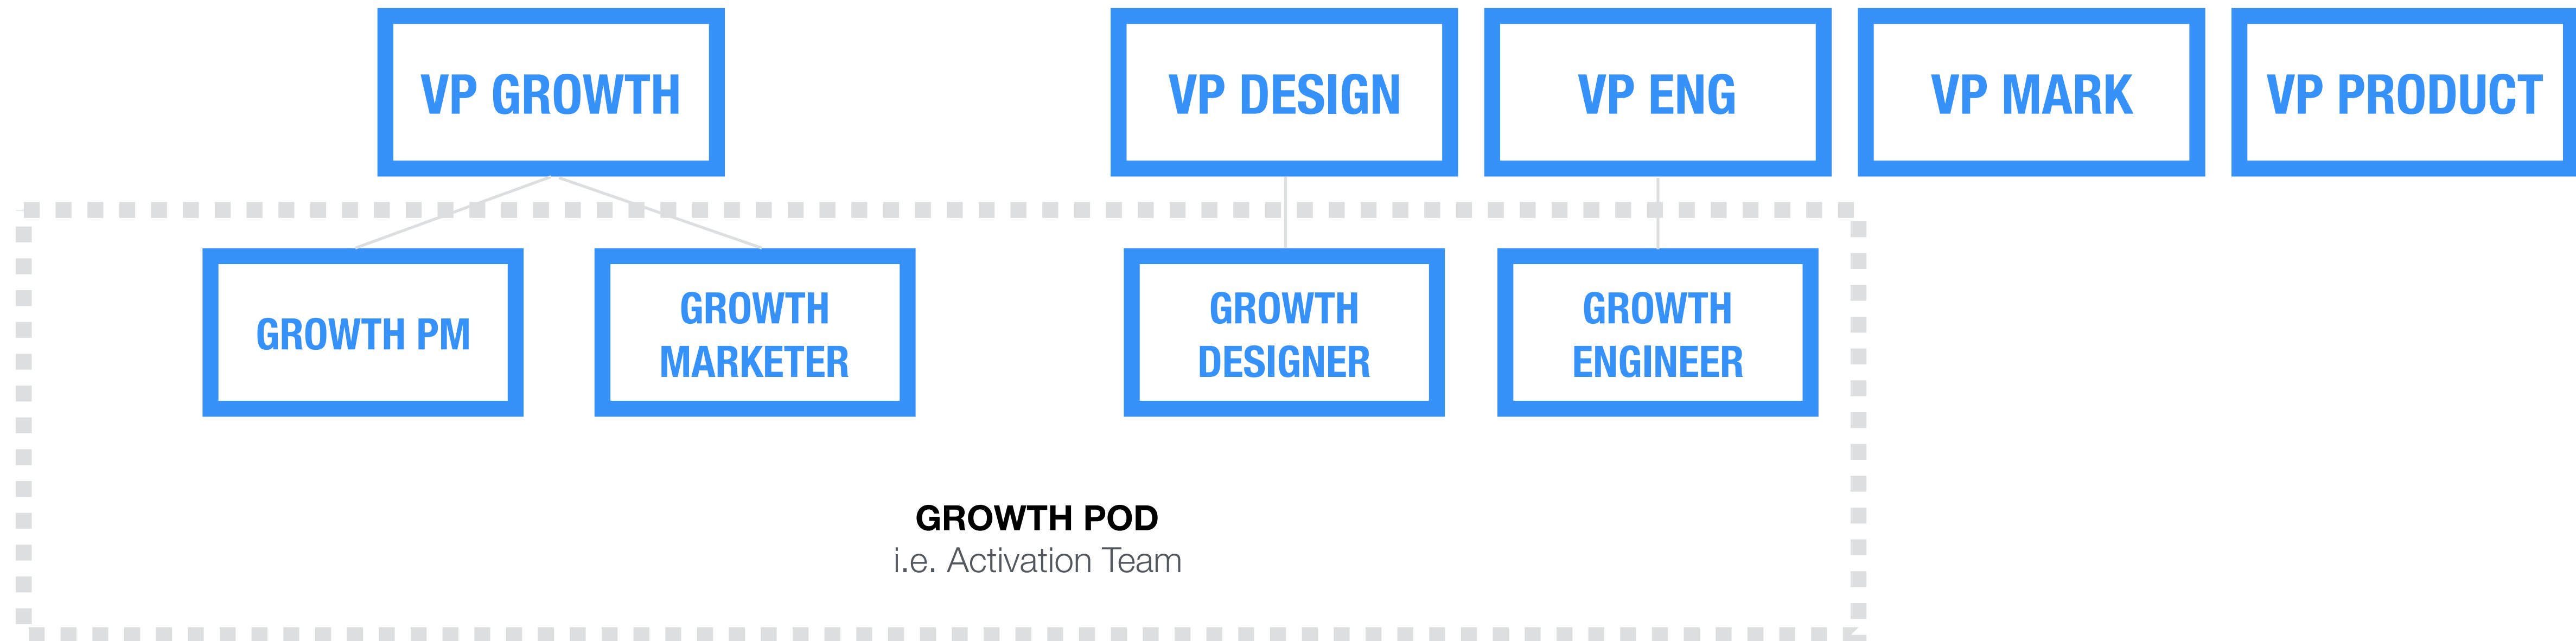 VP GROWTH
VP DESIGN
VP ENG
VP MARK
VP PRODUCT
GROWTH PM
GROWTH
MARKETER
GROWTH
DESIGNER
GROWTH
ENGINEER
GROWTH POD
i.e. Activation Team